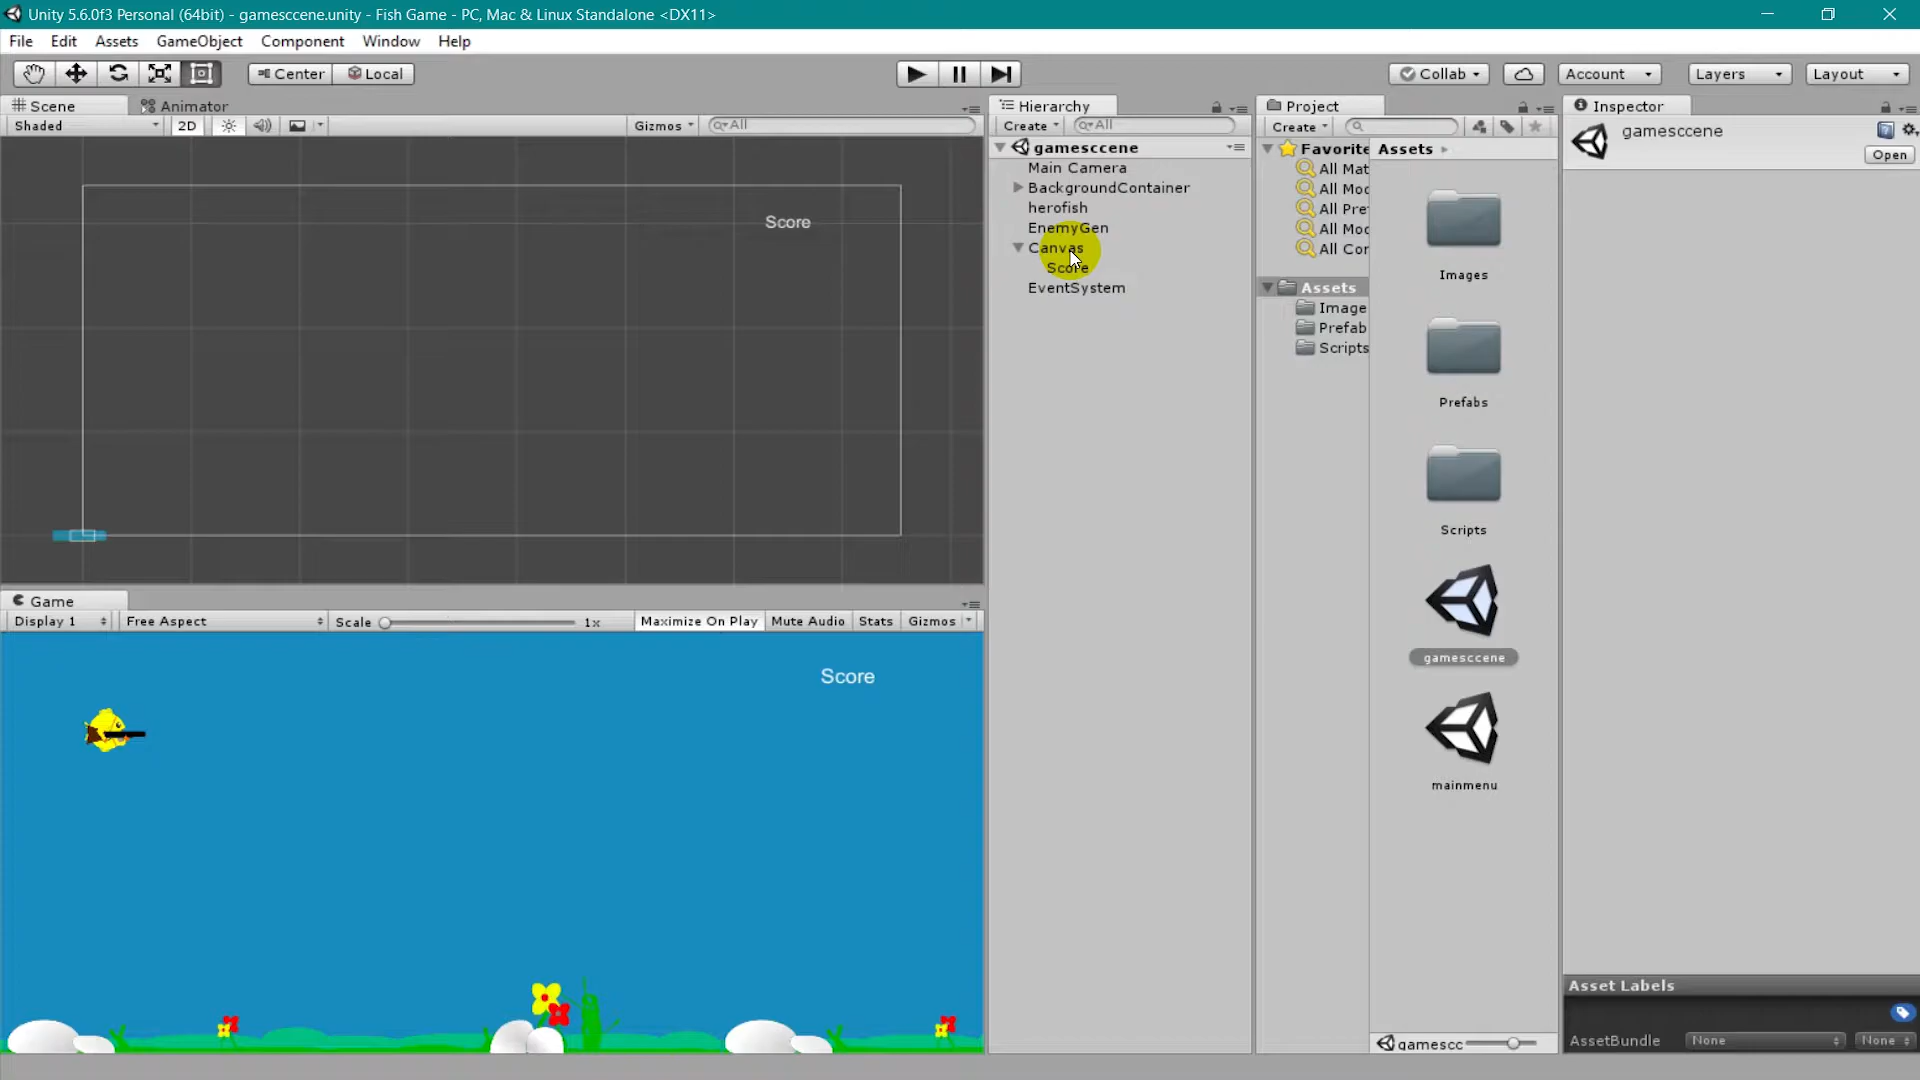 Unity 5.6.0f3 Personal (64bit) - gamesccene.unity - Fish Game - PC, Mac & Linux Standalone <DX11>
File Edit Assets GameObject Component Window Help
Center Local Collab Account Layers Layout
Scene Animator
Shaded 2D Gizmos All
Score
Game
Display 1 Free Aspect Scale 1x Maximize On Play Mute Audio Stats Gizmos
Score
Hierarchy
Create All
gamesccene
Main Camera
BackgroundContainer
herofish
EnemyGen
Canvas
Score
EventSystem
Project
Create
Favorite
All Mat
All Moc
All Pre
All Moc
All Cor
Assets
Image
Prefab
Scripts
Assets
Images
Prefabs
Scripts
gamesccene
mainmenu
gamescc
Inspector
gamesccene
Open
Asset Labels
AssetBundle None None